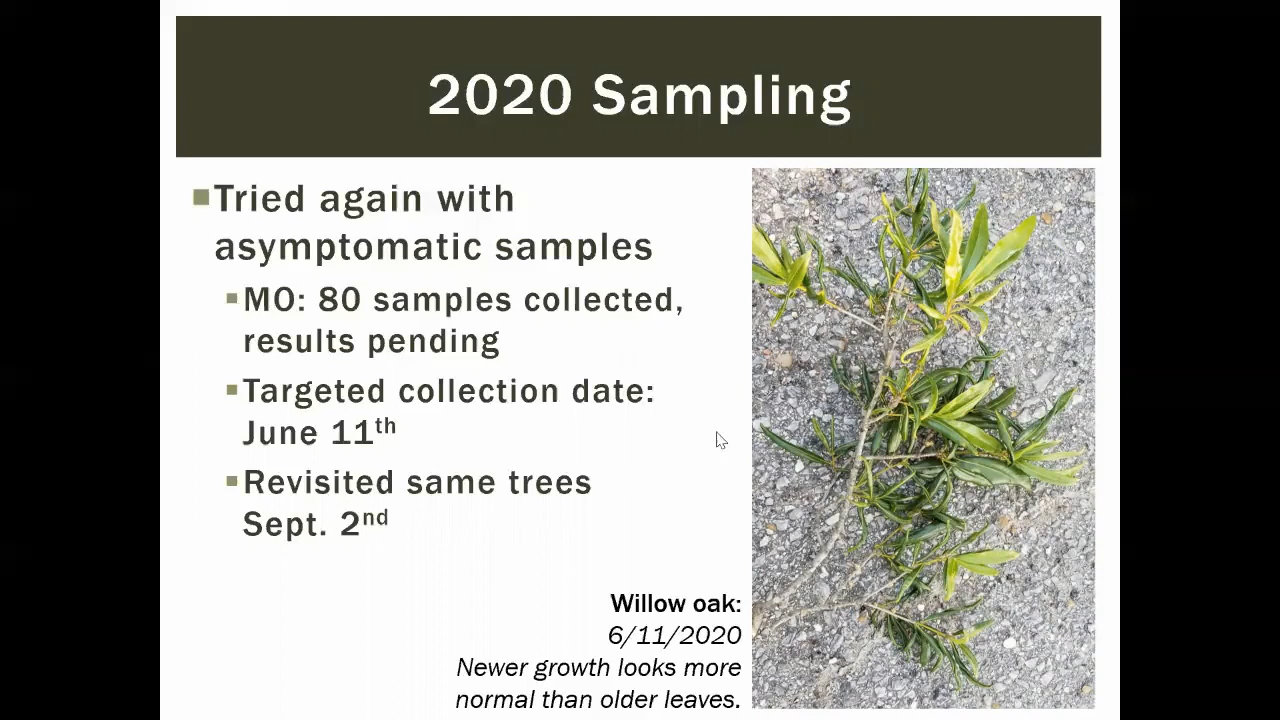 2020 Sampling
Tried again with
asymptomatic samples
MO: 80 samples collected,
results pending
Targeted collection date:
June 11th
Revisited same trees
Sept. 2nd
Willow oak:
6/11/2020
Newer growth looks more
normal than older leaves.